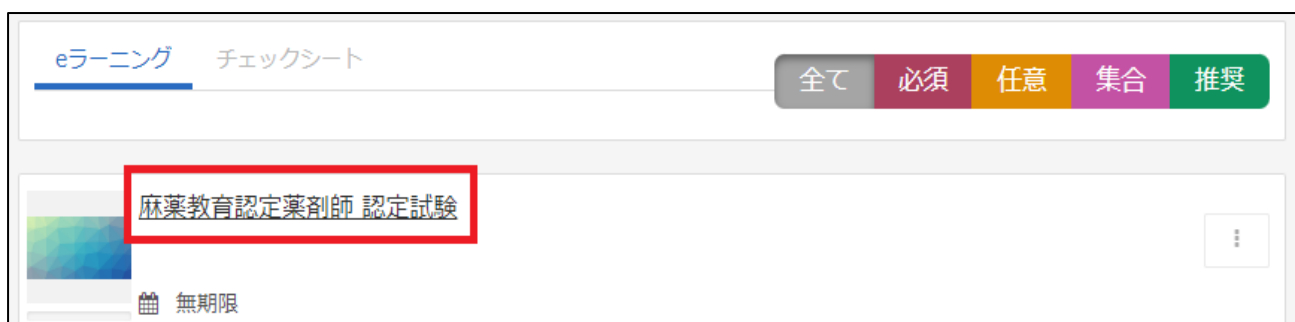 eラーニング チェックシート
全て 必須 任意 集合 推奨
麻薬教育認定薬剤師 認定試験
無期限